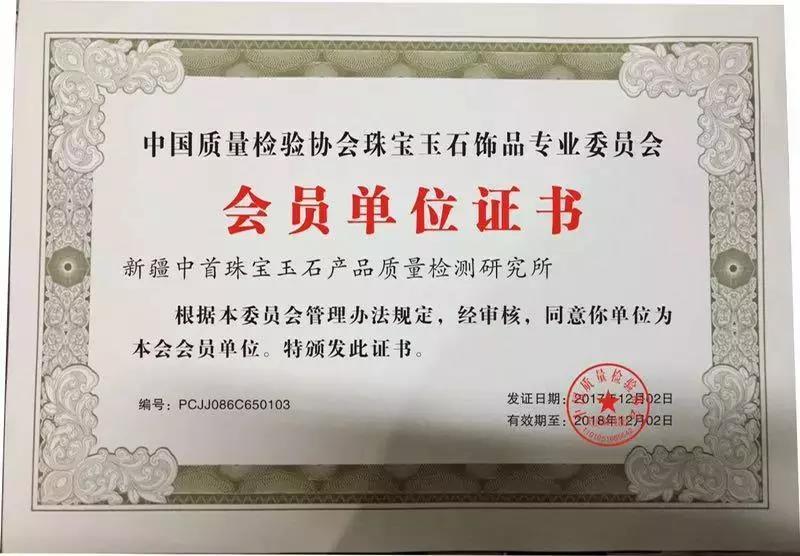 中国质量检验协会珠宝玉石饰品专业委员会
会员单位证书
新疆中首珠宝玉石产品质量检测研究所
根据本委员会管理办法规定，经审核，同意你单位为
本会会员单位。特颁发此证书。
编号：PCJJ086C650103
发证日期：2017年12月02日
有效期至：2018年12月02日
质量检验